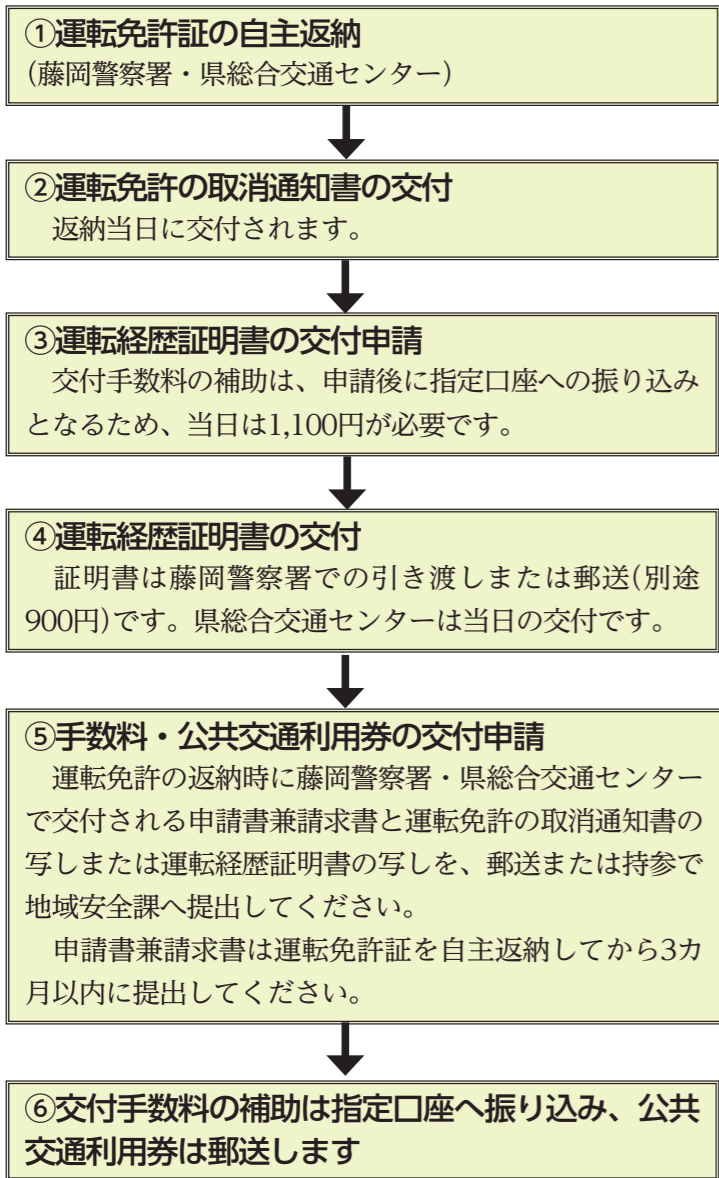 ①運転免許証の自主返納
(藤岡警察署・県総合交通センター)
②運転免許の取消通知書の交付
返納当日に交付されます。
③運転経歴証明書の交付申請
交付手数料の補助は、申請後に指定口座への振り込み
となるため、当日は1,100円が必要です。
④運転経歴証明書の交付
証明書は藤岡警察署での引き渡しまたは郵送(別途
900円)です。県総合交通センターは当日の交付です。
⑤手数料・公共交通利用券の交付申請
運転免許の返納時に藤岡警察署・県総合交通センター
で交付される申請書兼請求書と運転免許の取消通知書の
写しまたは運転経歴証明書の写しを、郵送または持参で
地域安全課へ提出してください。
申請書兼請求書は運転免許証を自主返納してから3カ
月以内に提出してください。
⑥交付手数料の補助は指定口座へ振り込み、公共
交通利用券は郵送します